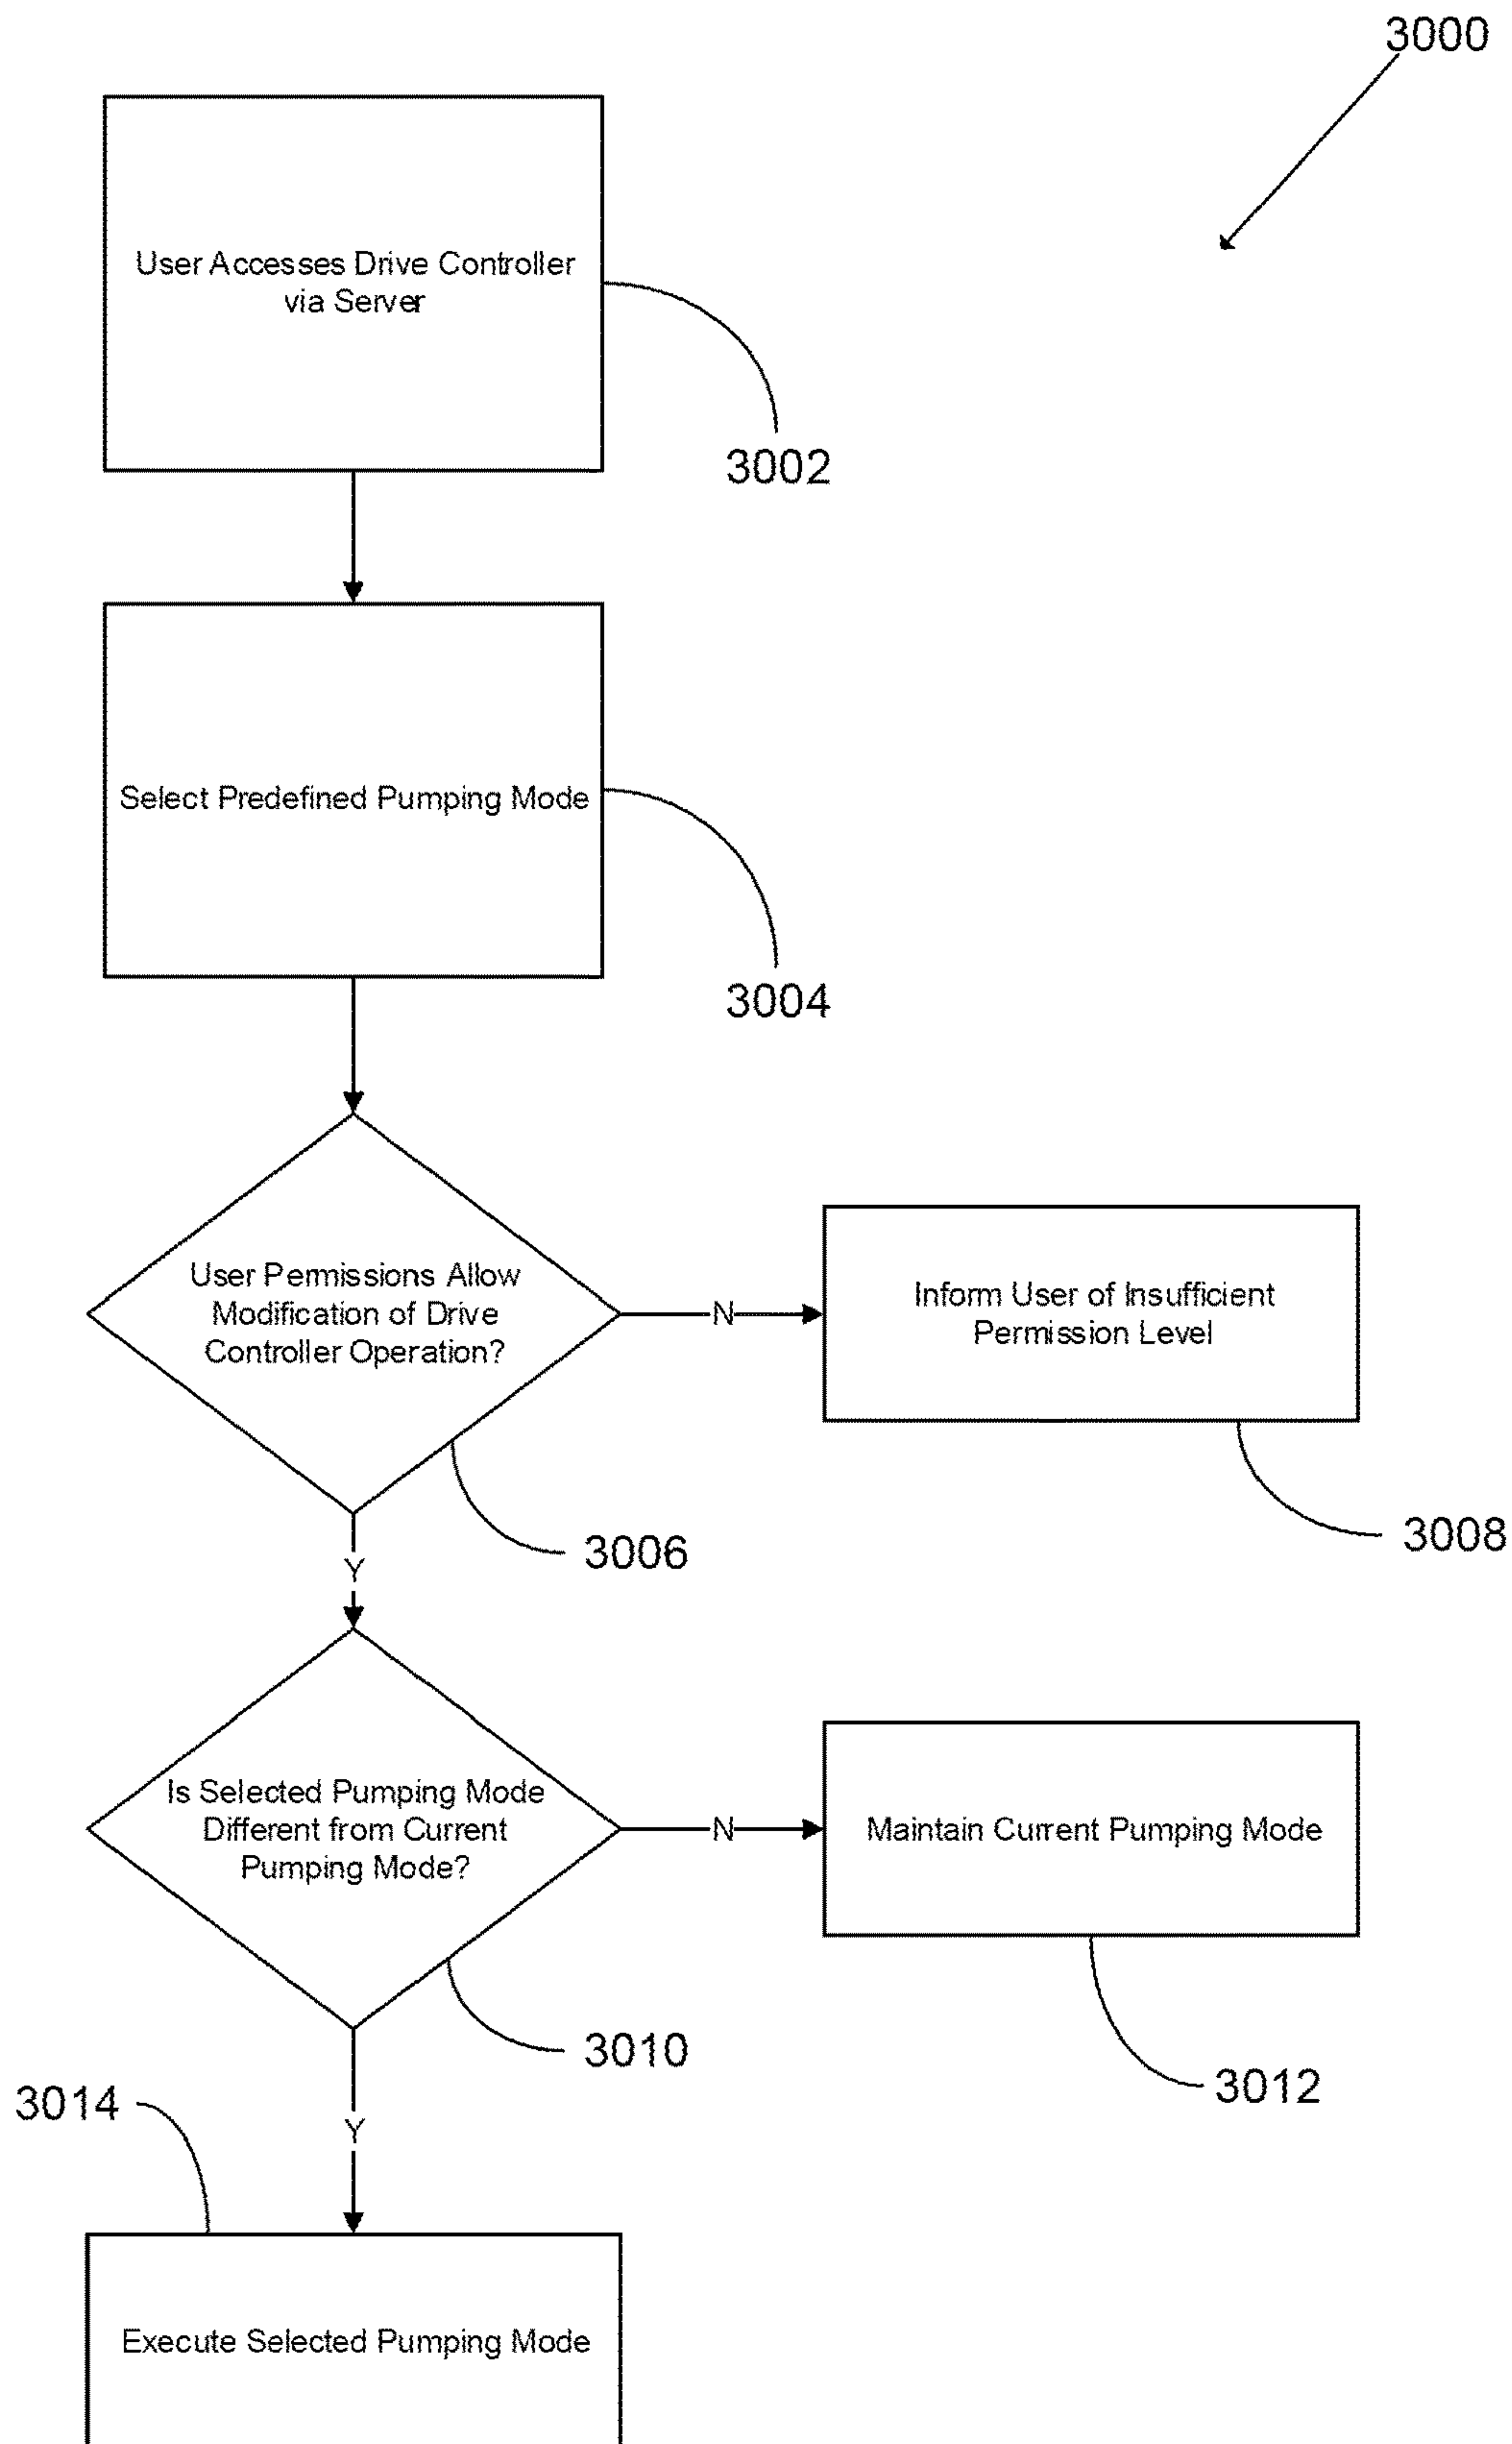 3000
User Accesses Drive Controller
via Server
3002
Select Predefined Pumping Mode
3004
User Permissions Allow
Modification of Drive
Controller Operation?
N
Inform User of Insufficient
Permission Level
3006
3008
Y
Is Selected Pumping Mode
Different from Current
Pumping Mode?
N
Maintain Current Pumping Mode
3010
3012
3014
Y
Execute Selected Pumping Mode